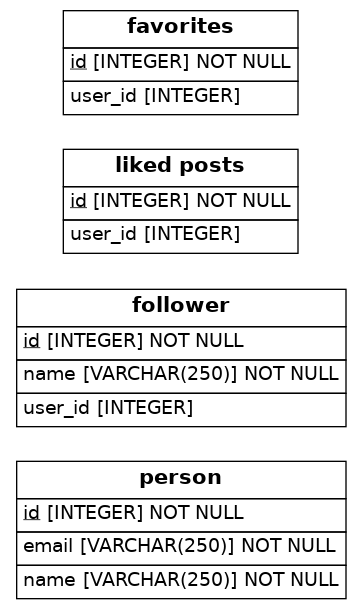 favorites
id [INTEGER] NOT NULL
user_id [INTEGER]
liked posts
id [INTEGER] NOT NULL
user_id [INTEGER]
follower
id [INTEGER] NOT NULL
name [VARCHAR(250)] NOT NULL
user_id [INTEGER]
person
id [INTEGER] NOT NULL
email [VARCHAR(250)] NOT NULL
name [VARCHAR(250)] NOT NULL